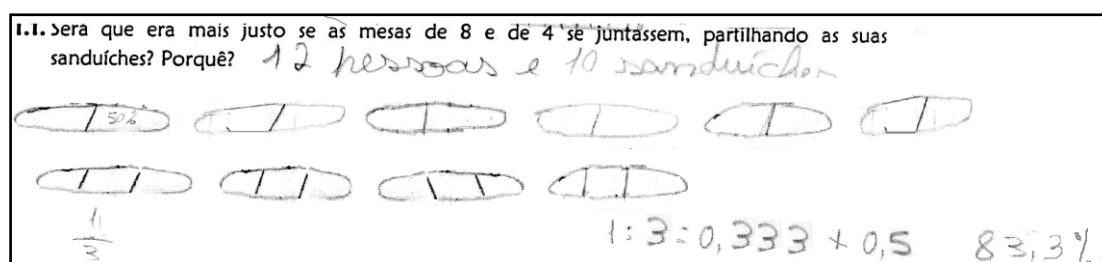 1.1. Será que era mais justo se as mesas de 8 e de 4 se juntassem, partilhando as suas
sanduíches? Porquê? 12 pessoas e 10 sanduiches
50%
1/3
1:3=0,333 + 0,5 83,3%